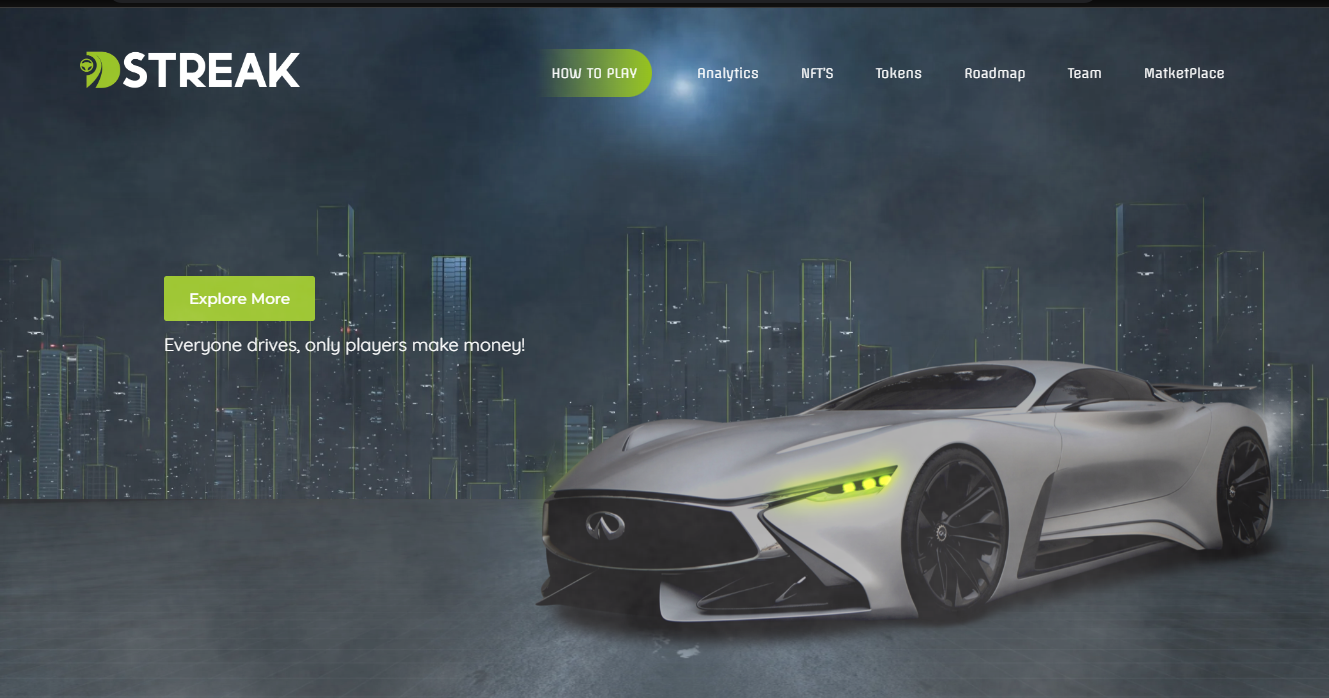 DSTREAK
HOW TO PLAY
Analytics
NFT'S
Tokens
Roadmap
Team
MatketPlace
Explore More
Everyone drives, only players make money!